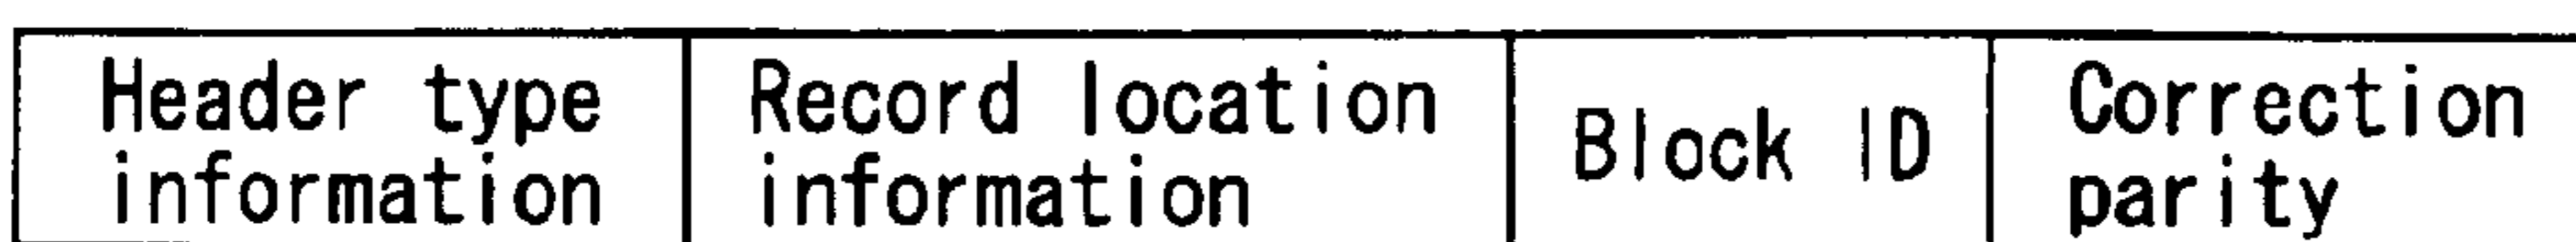 Header type
information
Record location
information
Block ID
Correction
parity